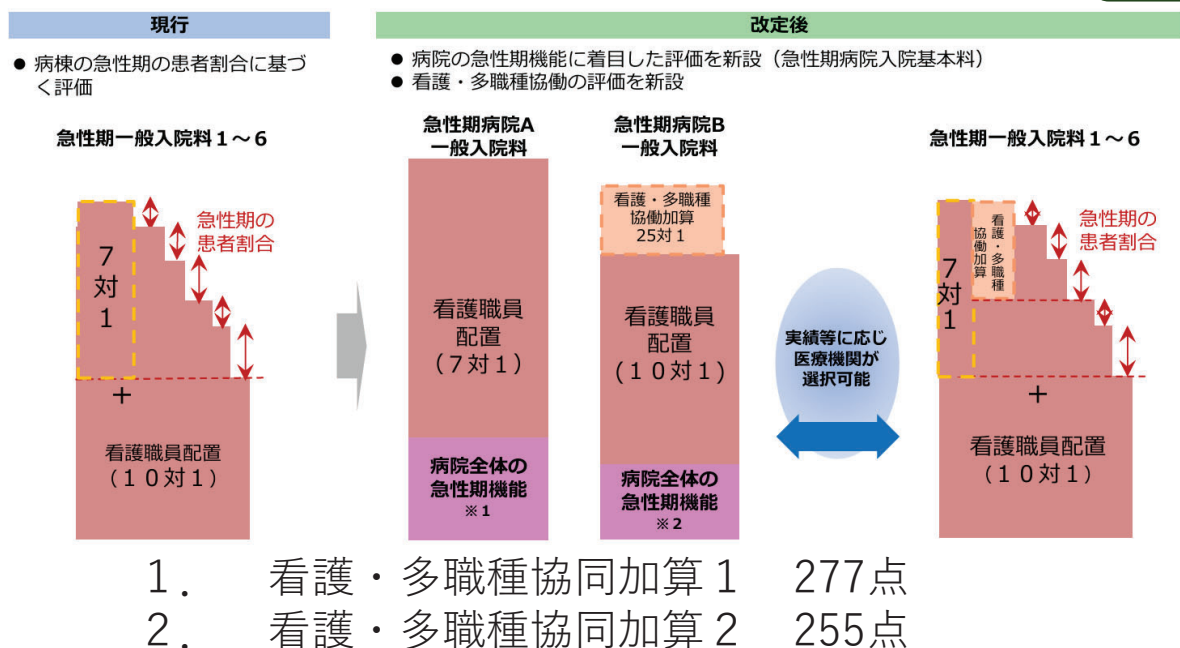 現行
● 病棟の急性期の患者割合に基づ
く評価
急性期一般入院料１～６
7
対
1
急性期の
患者割合
＋
看護職員配置
（１０対１）
改定後
● 病院の急性期機能に着目した評価を新設（急性期病院入院基本料）
● 看護・多職種協働の評価を新設
急性期病院A
一般入院料
看護職員
配置
（７対１）
病院全体の
急性期機能
※１
急性期病院B
一般入院料
看護・多職種
協働加算
25対１
看護職員
配置
（１０対１）
病院全体の
急性期機能
※２
実績等に応じ
医療機関が
選択可能
急性期一般入院料１～６
7
対
1
看護・多職種
協働加算
急性期の
患者割合
＋
看護職員配置
（１０対１）
1． 看護・多職種協同加算１ 277点
2． 看護・多職種協同加算２ 255点